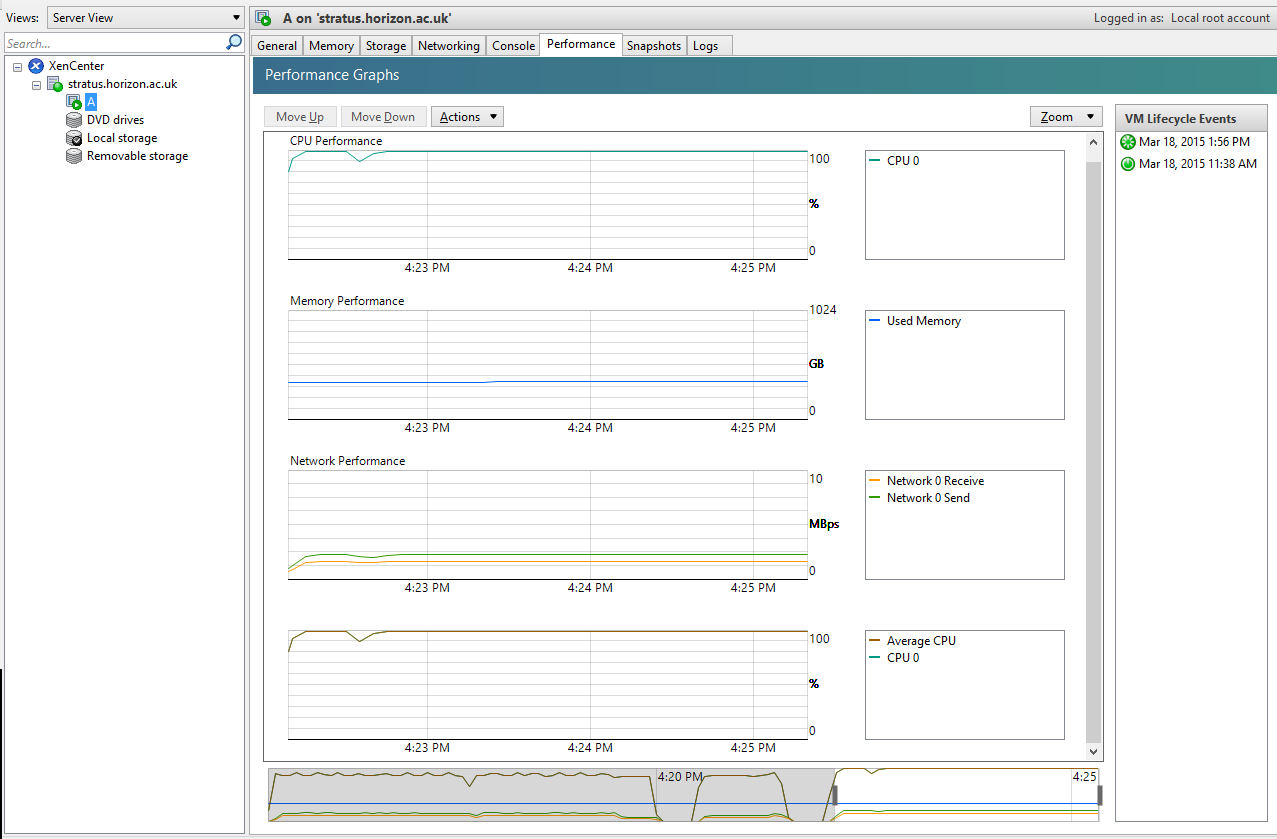 Views: Server View
Search...
XenCenter
stratus.horizon.ac.uk
A
DVD drives
Local storage
Removable storage
A on 'stratus.horizon.ac.uk'
Logged in as: Local root account
General Memory Storage Networking Console Performance Snapshots Logs
Performance Graphs
Move Up Move Down Actions Zoom
CPU Performance
100
%
0
4:23 PM 4:24 PM 4:25 PM
CPU 0
Memory Performance
1024
GB
0
4:23 PM 4:24 PM 4:25 PM
Used Memory
Network Performance
10
MBps
0
4:23 PM 4:24 PM 4:25 PM
Network 0 Receive
Network 0 Send
100
%
0
4:23 PM 4:24 PM 4:25 PM
Average CPU
CPU 0
4:20 PM 4:25
VM Lifecycle Events
Mar 18, 2015 1:56 PM
Mar 18, 2015 11:38 AM